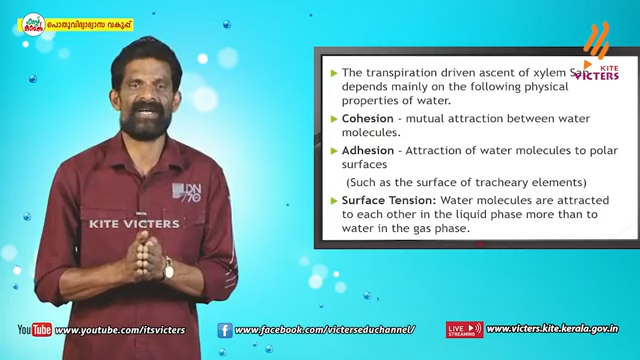 പൊതുവിദ്യാഭ്യാസ വകുപ്പ്
KITE
VICTERS
The transpiration driven ascent of xylem Sap
depends mainly on the following physical
properties of water.
Cohesion - mutual attraction between water
molecules.
Adhesion - Attraction of water molecules to polar
surfaces
(Such as the surface of tracheary elements)
Surface Tension: Water molecules are attracted
to each other in the liquid phase more than to
water in the gas phase.
DN
770
KITE VICTERS
YouTube www.youtube.com/itsvicters
f www.facebook.com/victerseduchannel/
LIVE
STREAMING
www.victers.kite.kerala.gov.in